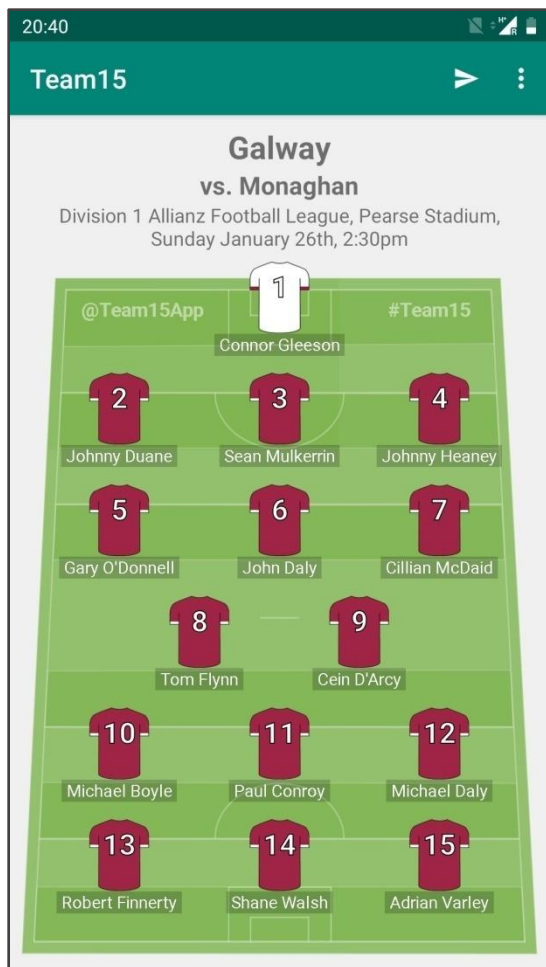 20:40
Team15
Galway
vs. Monaghan
Division 1 Allianz Football League, Pearse Stadium,
Sunday January 26th, 2:30pm
@Team15App
1
#Team15
Connor Gleeson
2 3 4
Johnny Duane Sean Mulkerrin Johnny Heaney
5 6 7
Gary O'Donnell John Daly Cillian McDaid
8 9
Tom Flynn Cein D'Arcy
10 11 12
Michael Boyle Paul Conroy Michael Daly
13 14 15
Robert Finnerty Shane Walsh Adrian Varley